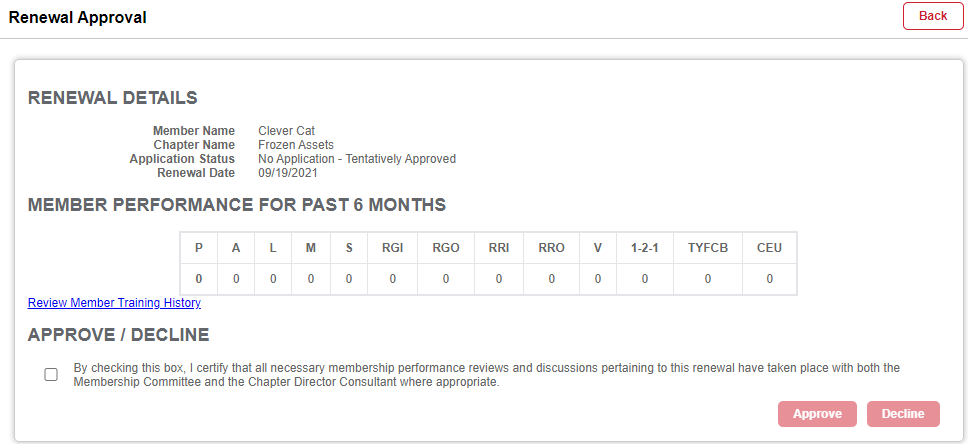 Renewal Approval
Back
RENEWAL DETAILS
Member Name Clever Cat
Chapter Name Frozen Assets
Application Status No Application - Tentatively Approved
Renewal Date 09/19/2021
MEMBER PERFORMANCE FOR PAST 6 MONTHS
P A L M S RGI RGO RRI RRO V 1-2-1 TYFCB CEU
0 0 0 0 0 0 0 0 0 0 0 0 0
Review Member Training History
APPROVE / DECLINE
By checking this box, I certify that all necessary membership performance reviews and discussions pertaining to this renewal have taken place with both the
Membership Committee and the Chapter Director Consultant where appropriate.
Approve Decline